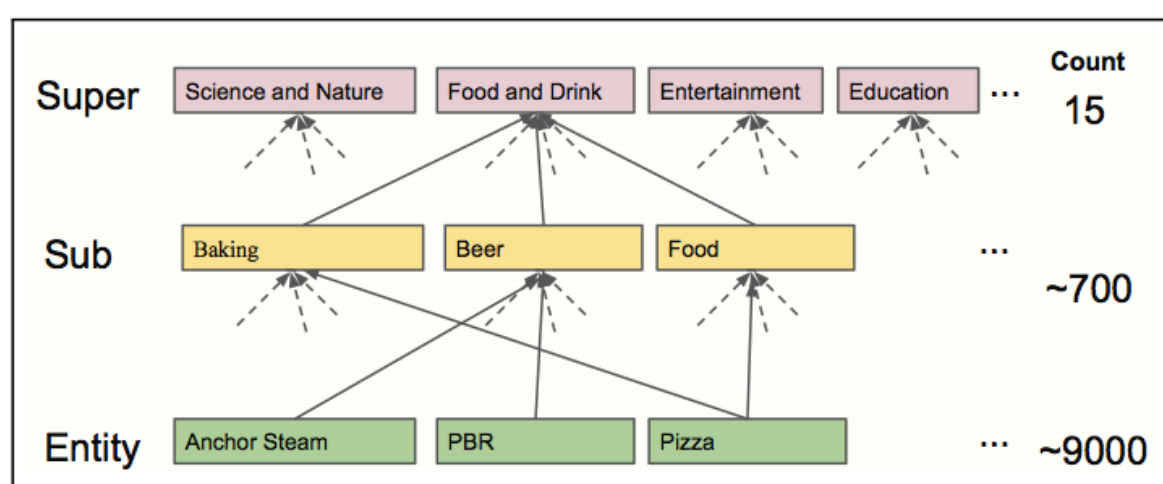 Count
Super Science and Nature Food and Drink Entertainment Education ... 15
Sub Baking Beer Food ... ~700
Entity Anchor Steam PBR Pizza ... ~9000